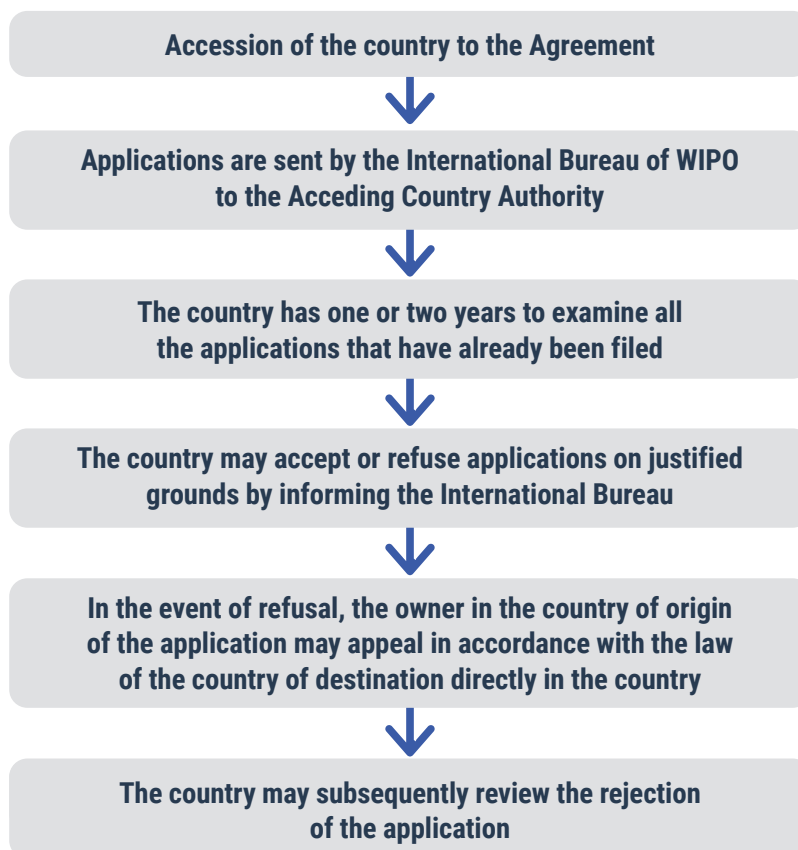 Accession of the country to the Agreement
Applications are sent by the International Bureau of WIPO
to the Acceding Country Authority
The country has one or two years to examine all
the applications that have already been filed
The country may accept or refuse applications on justified
grounds by informing the International Bureau
In the event of refusal, the owner in the country of origin
of the application may appeal in accordance with the law
of the country of destination directly in the country
The country may subsequently review the rejection
of the application